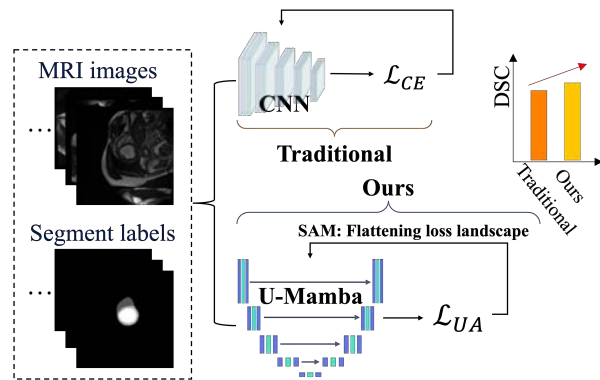 MRI images
...
Segment labels
...
CNN
ℒ_CE
Traditional
DSC
Traditional
Ours
Ours
SAM: Flattening loss landscape
U-Mamba
ℒ_UA